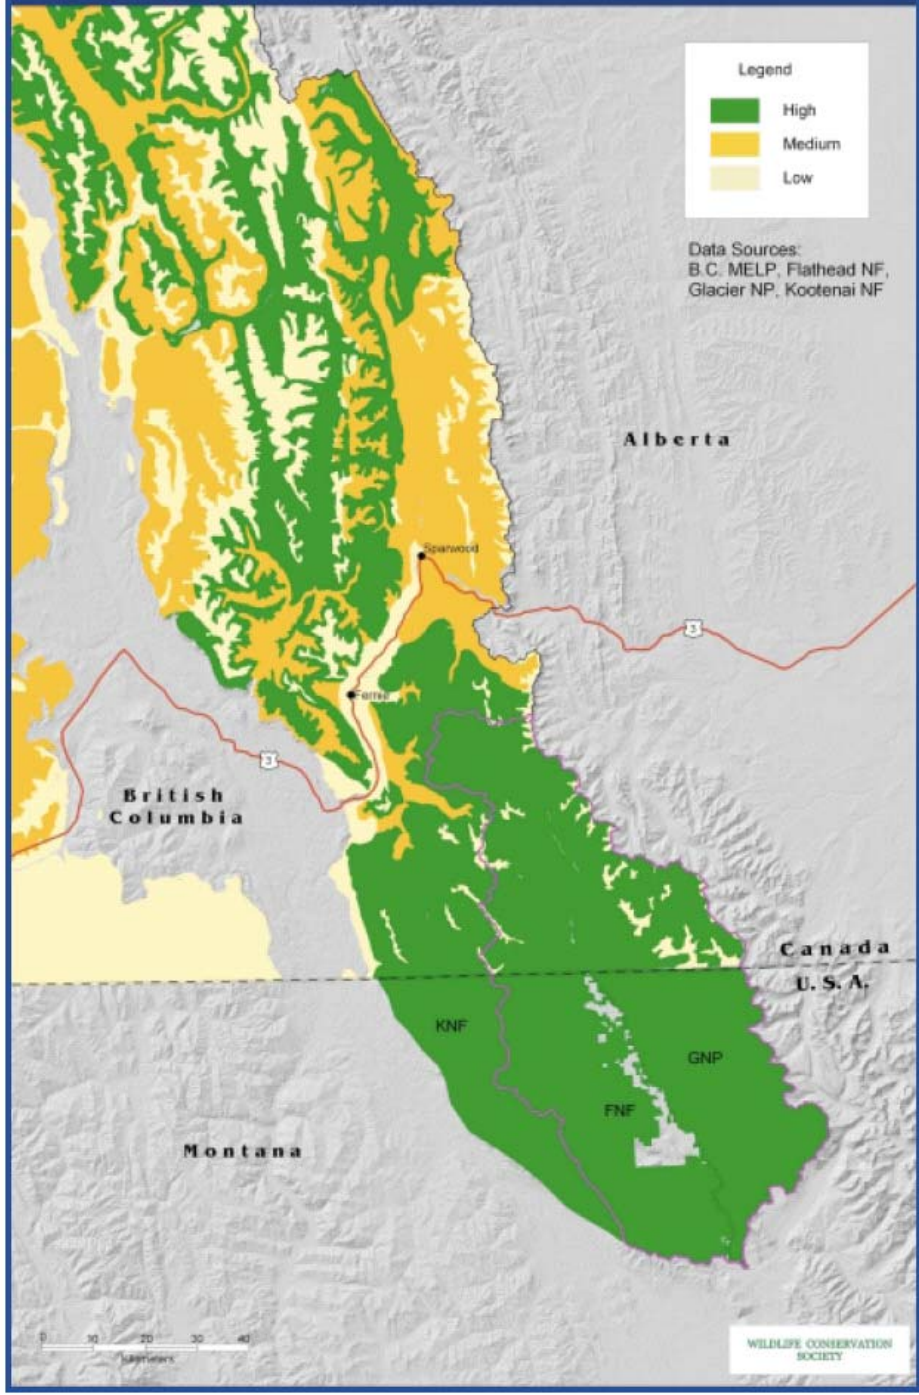 Legend
High
Medium
Low
Data Sources:
B.C. MELP, Flathead NF,
Glacier NP, Kootenai NF
Alberta
Sparwood
3
Fernie
3
British
Columbia
Canada
U.S.A.
KNF
GNP
FNF
Montana
0 10 20 30 40
kilometers
WILDLIFE CONSERVATION
SOCIETY